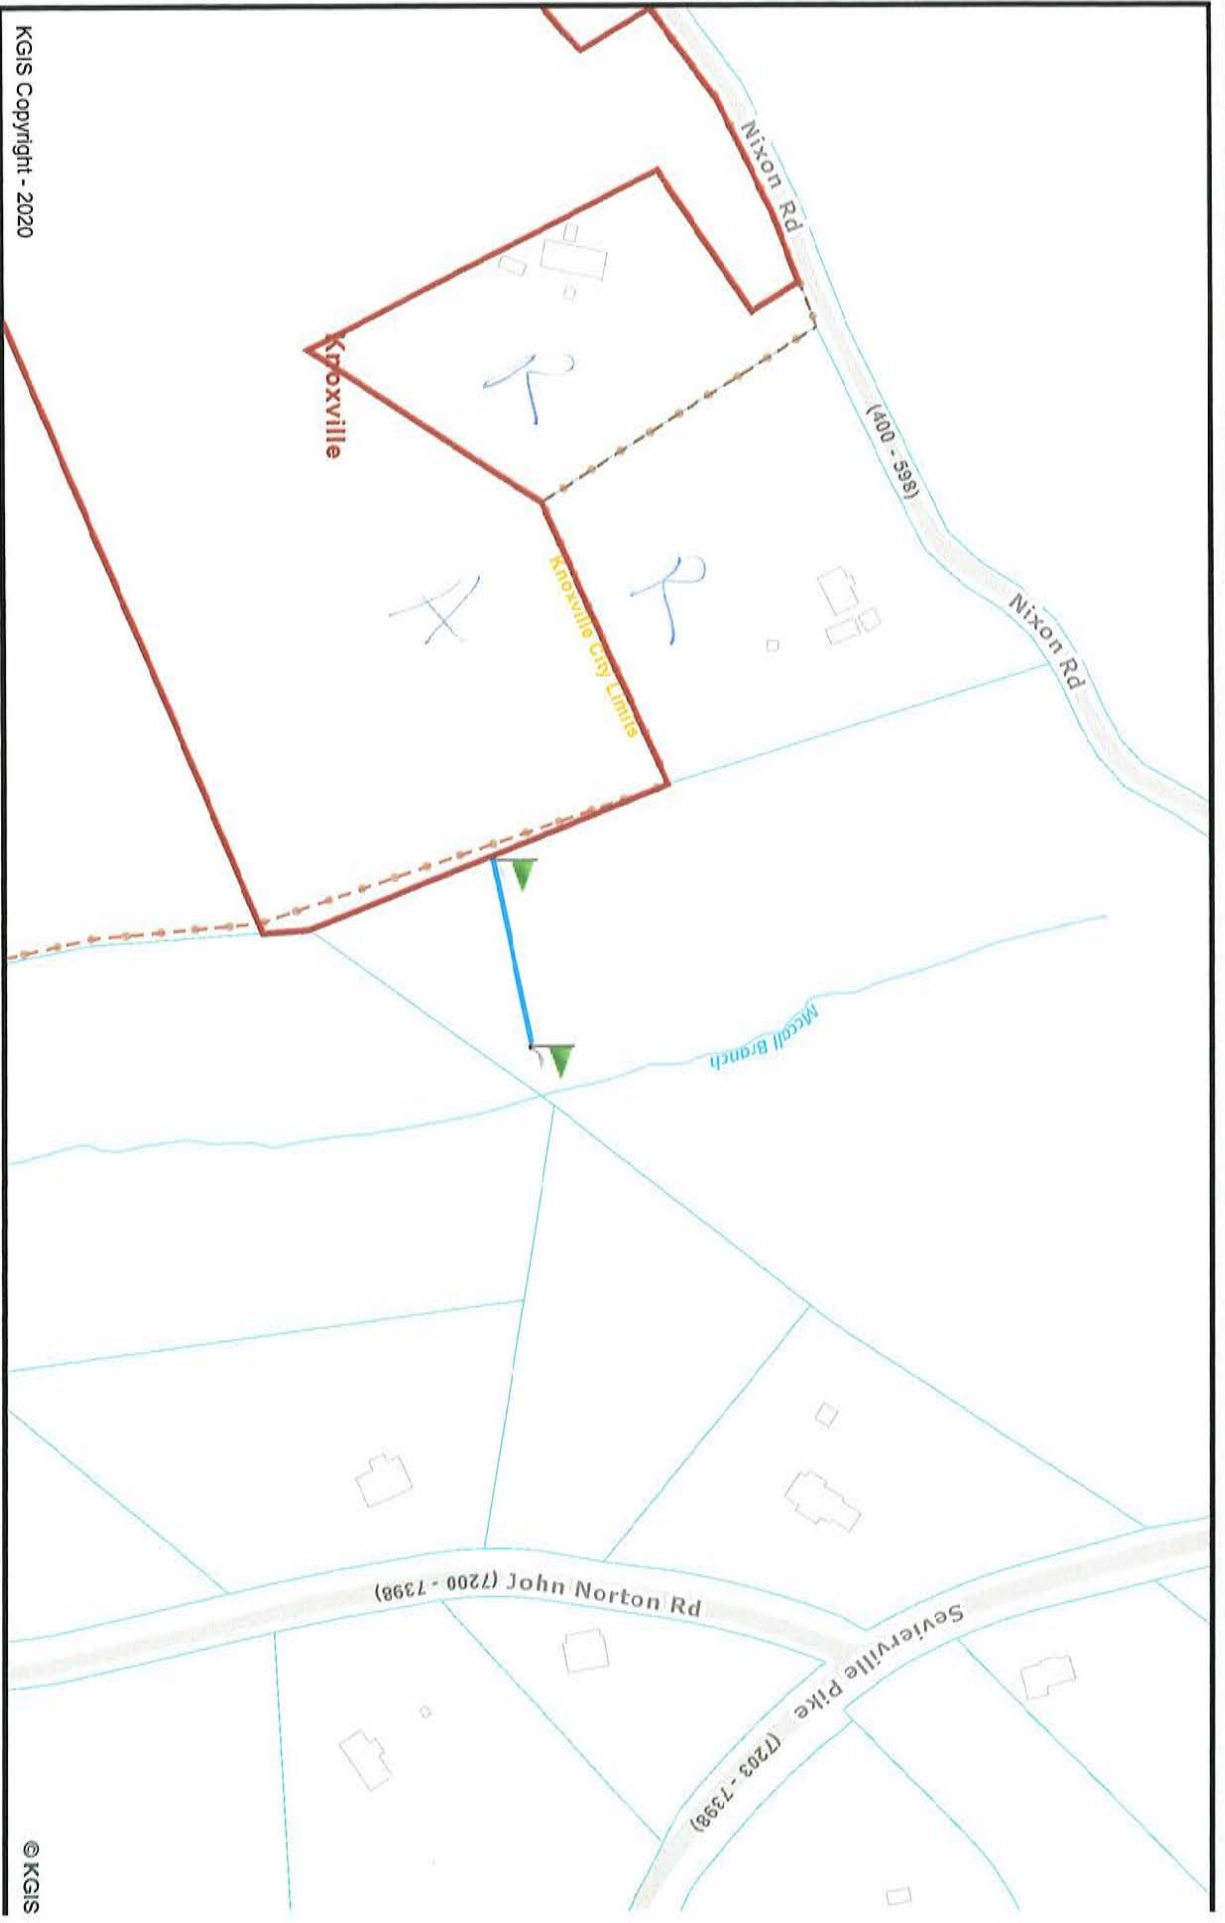 Nixon Rd
(400 - 598)
Nixon Rd
Knoxville
R
R
Knoxville City Limits
Mccall Branch
John Norton Rd
(7200 - 7398)
Sevierville Pike
(7203 - 7398)
KGIS Copyright - 2020
© KGIS